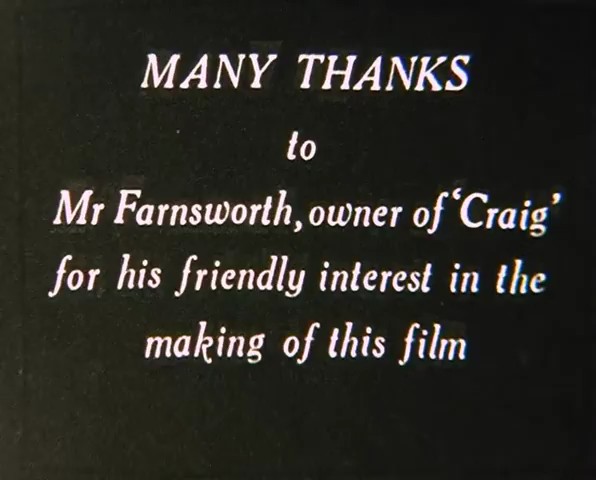 MANY THANKS
to
Mr Farnsworth, owner of ‘Craig’
for his friendly interest in the
making of this film